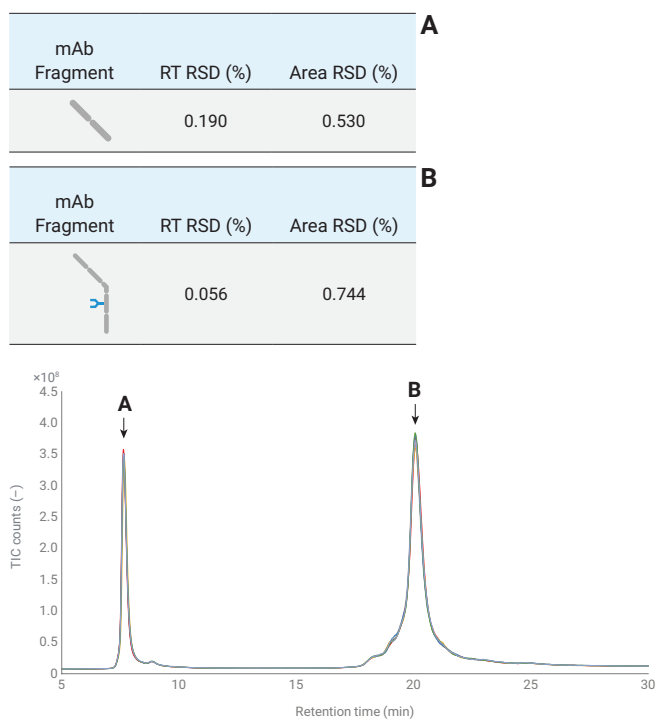 A
mAb
Fragment RT RSD (%) Area RSD (%)
0.190 0.530
B
mAb
Fragment RT RSD (%) Area RSD (%)
0.056 0.744
×10⁸
4.5
4.0
3.5
3.0
2.5
2.0
1.5
1.0
0.5
0
TIC counts (–)
A
B
5 10 15 20 25 30
Retention time (min)